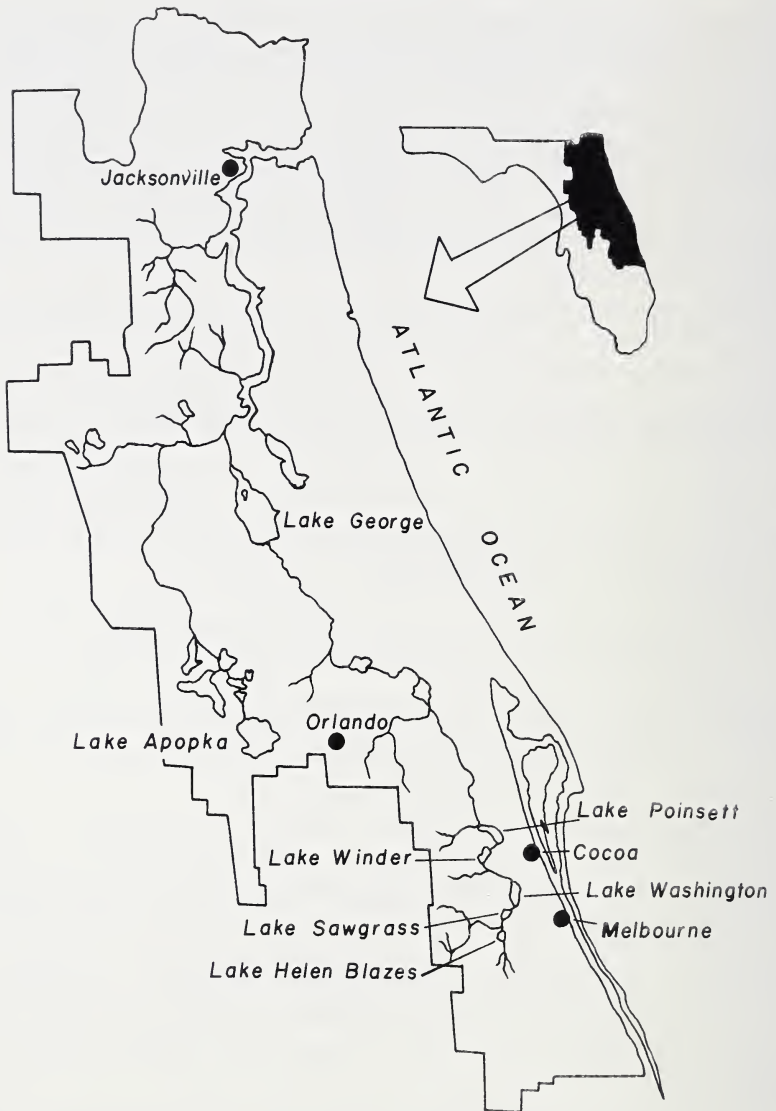 Jacksonville
ATLANTIC OCEAN
Lake George
Orlando
Lake Apopka
Lake Poinsett
Cocoa
Lake Winder
Lake Washington
Lake Sawgrass
Melbourne
Lake Helen Blazes